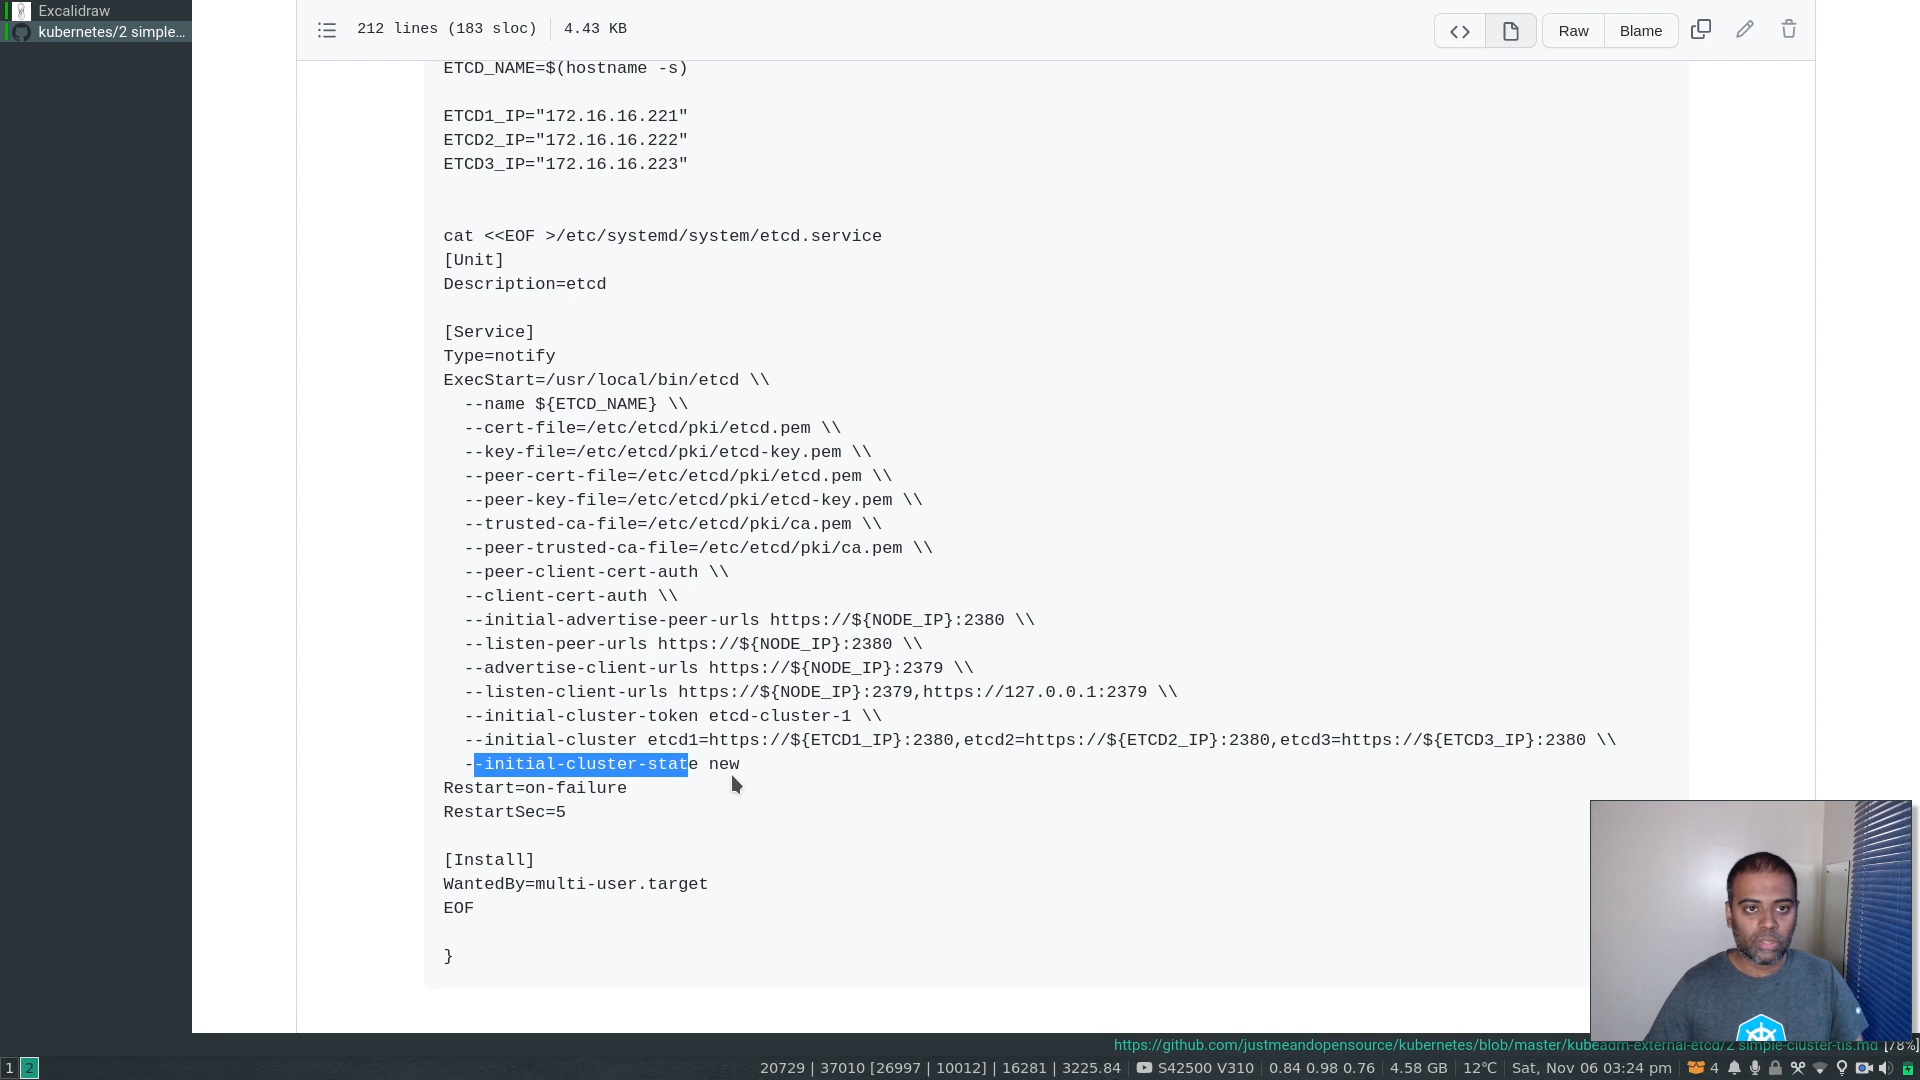 Excalidraw
kubernetes/2 simple...
212 lines (183 sloc) 4.43 KB
Raw
Blame
ETCD_NAME=$(hostname -s)
ETCD1_IP="172.16.16.221"
ETCD2_IP="172.16.16.222"
ETCD3_IP="172.16.16.223"
cat <<EOF >/etc/systemd/system/etcd.service
[Unit]
Description=etcd
[Service]
Type=notify
ExecStart=/usr/local/bin/etcd \\
--name ${ETCD_NAME} \\
--cert-file=/etc/etcd/pki/etcd.pem \\
--key-file=/etc/etcd/pki/etcd-key.pem \\
--peer-cert-file=/etc/etcd/pki/etcd.pem \\
--peer-key-file=/etc/etcd/pki/etcd-key.pem \\
--trusted-ca-file=/etc/etcd/pki/ca.pem \\
--peer-trusted-ca-file=/etc/etcd/pki/ca.pem \\
--peer-client-cert-auth \\
--client-cert-auth \\
--initial-advertise-peer-urls https://${NODE_IP}:2380 \\
--listen-peer-urls https://${NODE_IP}:2380 \\
--advertise-client-urls https://${NODE_IP}:2379 \\
--listen-client-urls https://${NODE_IP}:2379,https://127.0.0.1:2379 \\
--initial-cluster-token etcd-cluster-1 \\
--initial-cluster etcd1=https://${ETCD1_IP}:2380,etcd2=https://${ETCD2_IP}:2380,etcd3=https://${ETCD3_IP}:2380 \\
--initial-cluster-state new
Restart=on-failure
RestartSec=5
[Install]
WantedBy=multi-user.target
EOF
}
https://github.com/justmeandopensource/kubernetes/blob/master/kubeadm-external-etcd/2 simple-cluster-tls.md [78%]
1 2
20729 | 37010 [26997 | 10012] | 16281 | 3225.84
S42500 V310
0.84 0.98 0.76
4.58 GB
12°C
Sat, Nov 06 03:24 pm
4